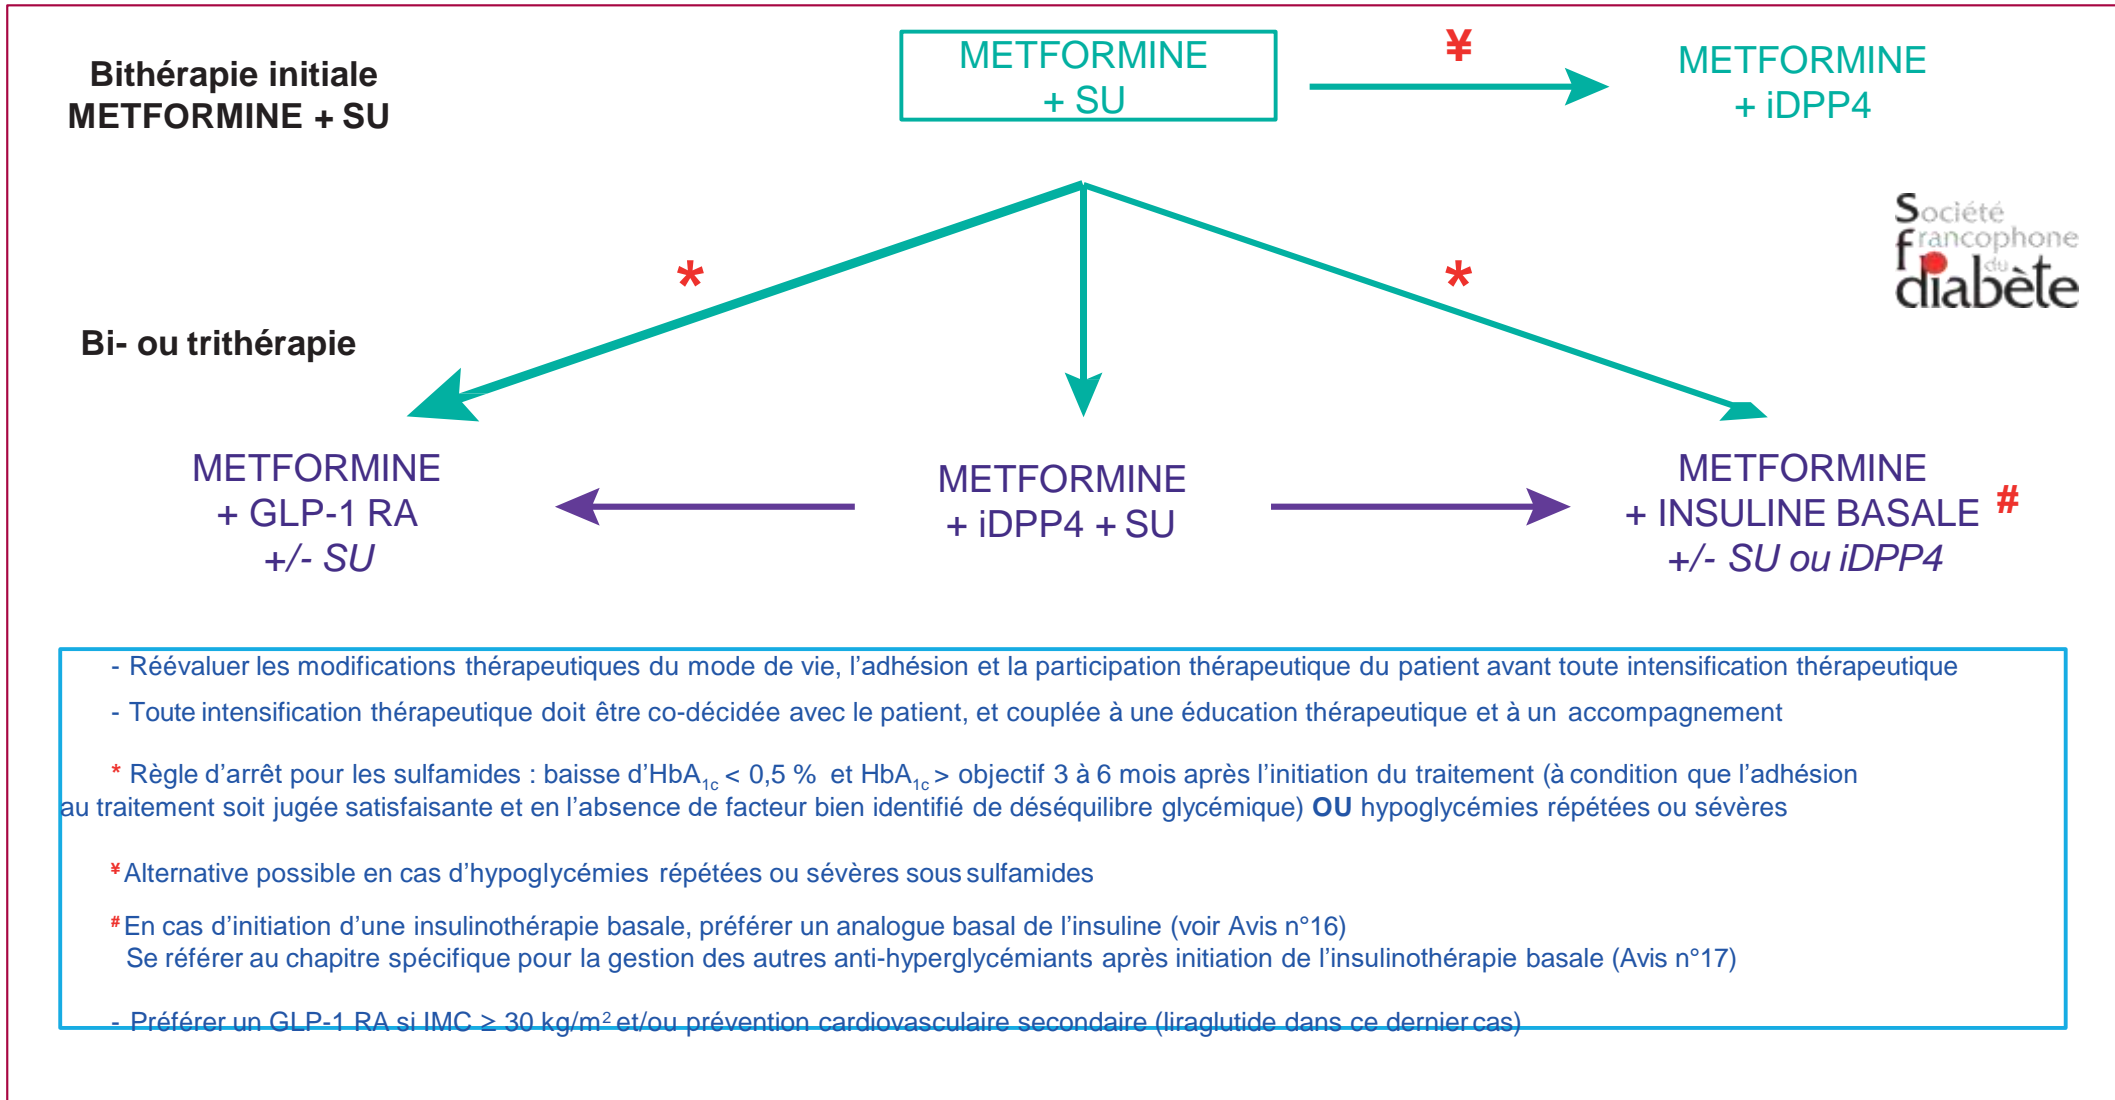 Bithérapie initiale
METFORMINE + SU
METFORMINE
+ SU
¥
METFORMINE
+ iDPP4
Société
francophone
du
diabète
*
*
Bi- ou trithérapie
METFORMINE
+ GLP-1 RA
+/- SU
METFORMINE
+ iDPP4 + SU
METFORMINE
+ INSULINE BASALE #
+/- SU ou iDPP4
- Réévaluer les modifications thérapeutiques du mode de vie, l’adhésion et la participation thérapeutique du patient avant toute intensification thérapeutique
- Toute intensification thérapeutique doit être co-décidée avec le patient, et couplée à une éducation thérapeutique et à un accompagnement
* Règle d’arrêt pour les sulfamides : baisse d’HbA1c < 0,5 % et HbA1c > objectif 3 à 6 mois après l’initiation du traitement (à condition que l’adhésion
au traitement soit jugée satisfaisante et en l’absence de facteur bien identifié de déséquilibre glycémique) OU hypoglycémies répétées ou sévères
¥ Alternative possible en cas d’hypoglycémies répétées ou sévères sous sulfamides
# En cas d’initiation d’une insulinothérapie basale, préférer un analogue basal de l’insuline (voir Avis n°16)
Se référer au chapitre spécifique pour la gestion des autres anti-hyperglycémiants après initiation de l’insulinothérapie basale (Avis n°17)
- Préférer un GLP-1 RA si IMC ≥ 30 kg/m² et/ou prévention cardiovasculaire secondaire (liraglutide dans ce dernier cas)